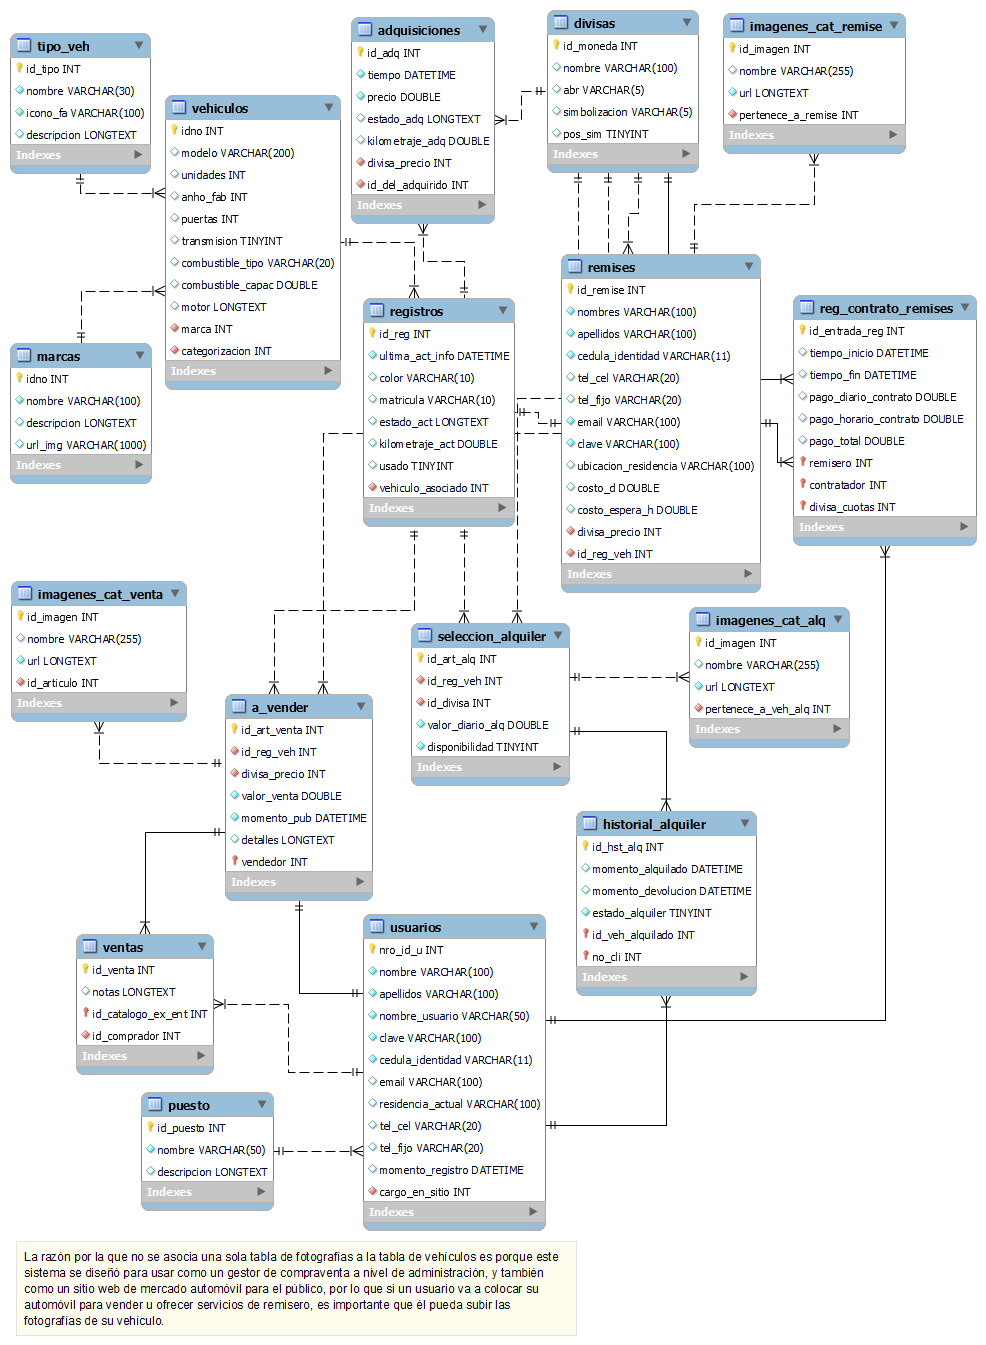 tipo_veh
id_tipo INT
nombre VARCHAR(30)
icono_fa VARCHAR(100)
descripcion LONGTEXT
Indexes
vehiculos
idno INT
modelo VARCHAR(200)
unidades INT
anho_fab INT
puertas INT
transmision TINYINT
combustible_tipo VARCHAR(20)
combustible_capac DOUBLE
motor LONGTEXT
marca INT
categorizacion INT
Indexes
adquisiciones
id_adq INT
tiempo DATETIME
precio DOUBLE
estado_adq LONGTEXT
kilometraje_adq DOUBLE
divisa_precio INT
id_del_adquirido INT
Indexes
divisas
id_moneda INT
nombre VARCHAR(100)
abr VARCHAR(5)
simbolizacion VARCHAR(5)
pos_sim TINYINT
Indexes
imagenes_cat_remise
id_imagen INT
nombre VARCHAR(255)
url LONGTEXT
pertenece_a_remise INT
Indexes
marcas
idno INT
nombre VARCHAR(100)
descripcion LONGTEXT
url_img VARCHAR(1000)
Indexes
registros
id_reg INT
ultima_act_info DATETIME
color VARCHAR(10)
matricula VARCHAR(10)
estado_act LONGTEXT
kilometraje_act DOUBLE
usado TINYINT
vehiculo_asociado INT
Indexes
remises
id_remise INT
nombres VARCHAR(100)
apellidos VARCHAR(100)
cedula_identidad VARCHAR(11)
tel_cel VARCHAR(20)
tel_fijo VARCHAR(20)
email VARCHAR(100)
clave VARCHAR(100)
ubicacion_residencia VARCHAR(100)
costo_d DOUBLE
costo_espera_h DOUBLE
divisa_precio INT
id_reg_veh INT
Indexes
reg_contrato_remises
id_entrada_reg INT
tiempo_inicio DATETIME
tiempo_fin DATETIME
pago_diario_contrato DOUBLE
pago_horario_contrato DOUBLE
pago_total DOUBLE
remisero INT
contratador INT
divisa_cuotas INT
Indexes
imagenes_cat_venta
id_imagen INT
nombre VARCHAR(255)
url LONGTEXT
id_articulo INT
Indexes
seleccion_alquiler
id_art_alq INT
id_reg_veh INT
id_divisa INT
valor_diario_alq DOUBLE
disponibilidad TINYINT
Indexes
imagenes_cat_alq
id_imagen INT
nombre VARCHAR(255)
url LONGTEXT
pertenece_a_veh_alq INT
Indexes
a_vender
id_art_venta INT
id_reg_veh INT
divisa_precio INT
valor_venta DOUBLE
momento_pub DATETIME
detalles LONGTEXT
vendedor INT
Indexes
historial_alquiler
id_hst_alq INT
momento_alquilado DATETIME
momento_devolucion DATETIME
estado_alquiler TINYINT
id_veh_alquilado INT
no_cli INT
Indexes
ventas
id_venta INT
notas LONGTEXT
id_catalogo_ex_ent INT
id_comprador INT
Indexes
usuarios
nro_id_u INT
nombre VARCHAR(100)
apellidos VARCHAR(100)
nombre_usuario VARCHAR(50)
clave VARCHAR(100)
cedula_identidad VARCHAR(11)
email VARCHAR(100)
residencia_actual VARCHAR(100)
tel_cel VARCHAR(20)
tel_fijo VARCHAR(20)
momento_registro DATETIME
cargo_en_sitio INT
Indexes
puesto
id_puesto INT
nombre VARCHAR(50)
descripcion LONGTEXT
Indexes
La razón por la que no se asocia una sola tabla de fotografías a la tabla de vehículos es porque este
sistema se diseñó para usar como un gestor de compraventa a nivel de administración, y también
como un sitio web de mercado automóvil para el público, por lo que si un usuario va a colocar su
automóvil para vender u ofrecer servicios de remisero, es importante que él pueda subir las
fotografías de su vehículo.